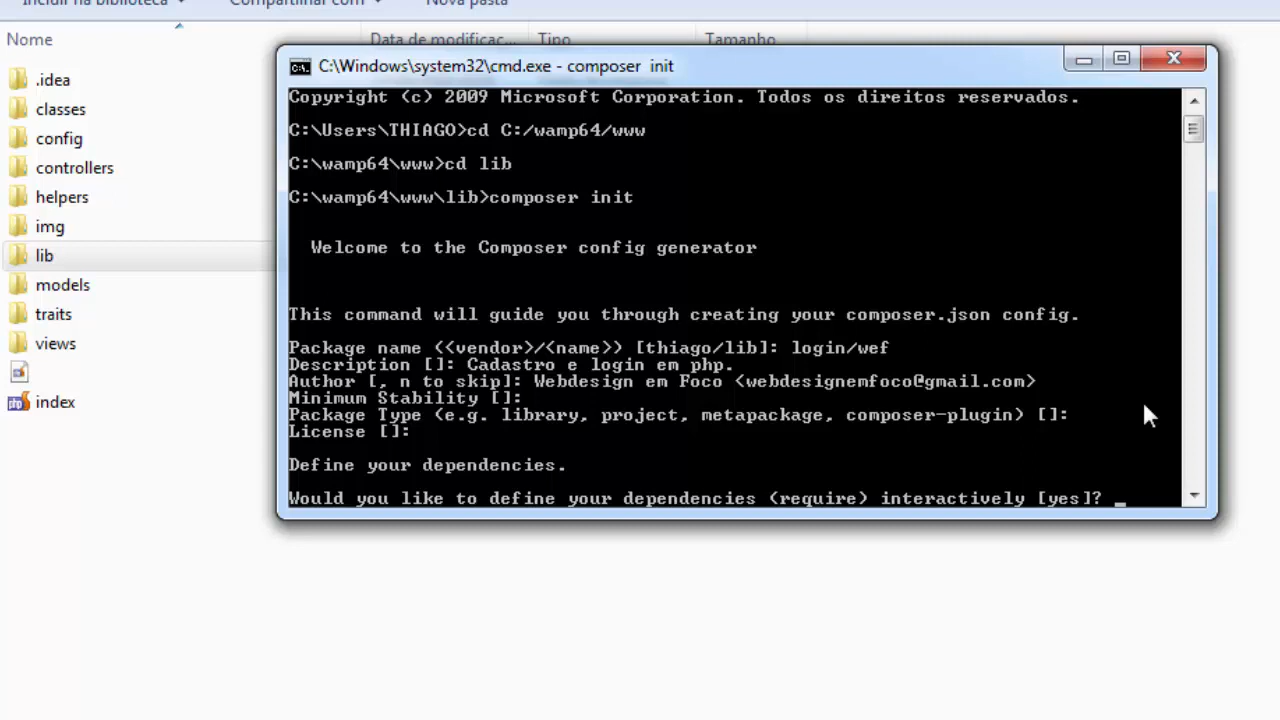 Incluir na biblioteca
Compartilhar com
Nova pasta
Nome
Data de modificaç...
Tipo
Tamanho
.idea
classes
config
controllers
helpers
img
lib
models
traits
views
index
C:\Windows\system32\cmd.exe - composer  init
Copyright (c) 2009 Microsoft Corporation. Todos os direitos reservados.
C:\Users\THIAGO>cd C:/wamp64/www
C:\wamp64\www>cd lib
C:\wamp64\www\lib>composer init
Welcome to the Composer config generator
This command will guide you through creating your composer.json config.
Package name (<vendor>/<name>) [thiago/lib]: login/wef
Description []: Cadastro e login em php.
Author [, n to skip]: Webdesign em Foco <webdesignemfoco@gmail.com>
Minimum Stability []:
Package Type (e.g. library, project, metapackage, composer-plugin) []:
License []:
Define your dependencies.
Would you like to define your dependencies (require) interactively [yes]? _